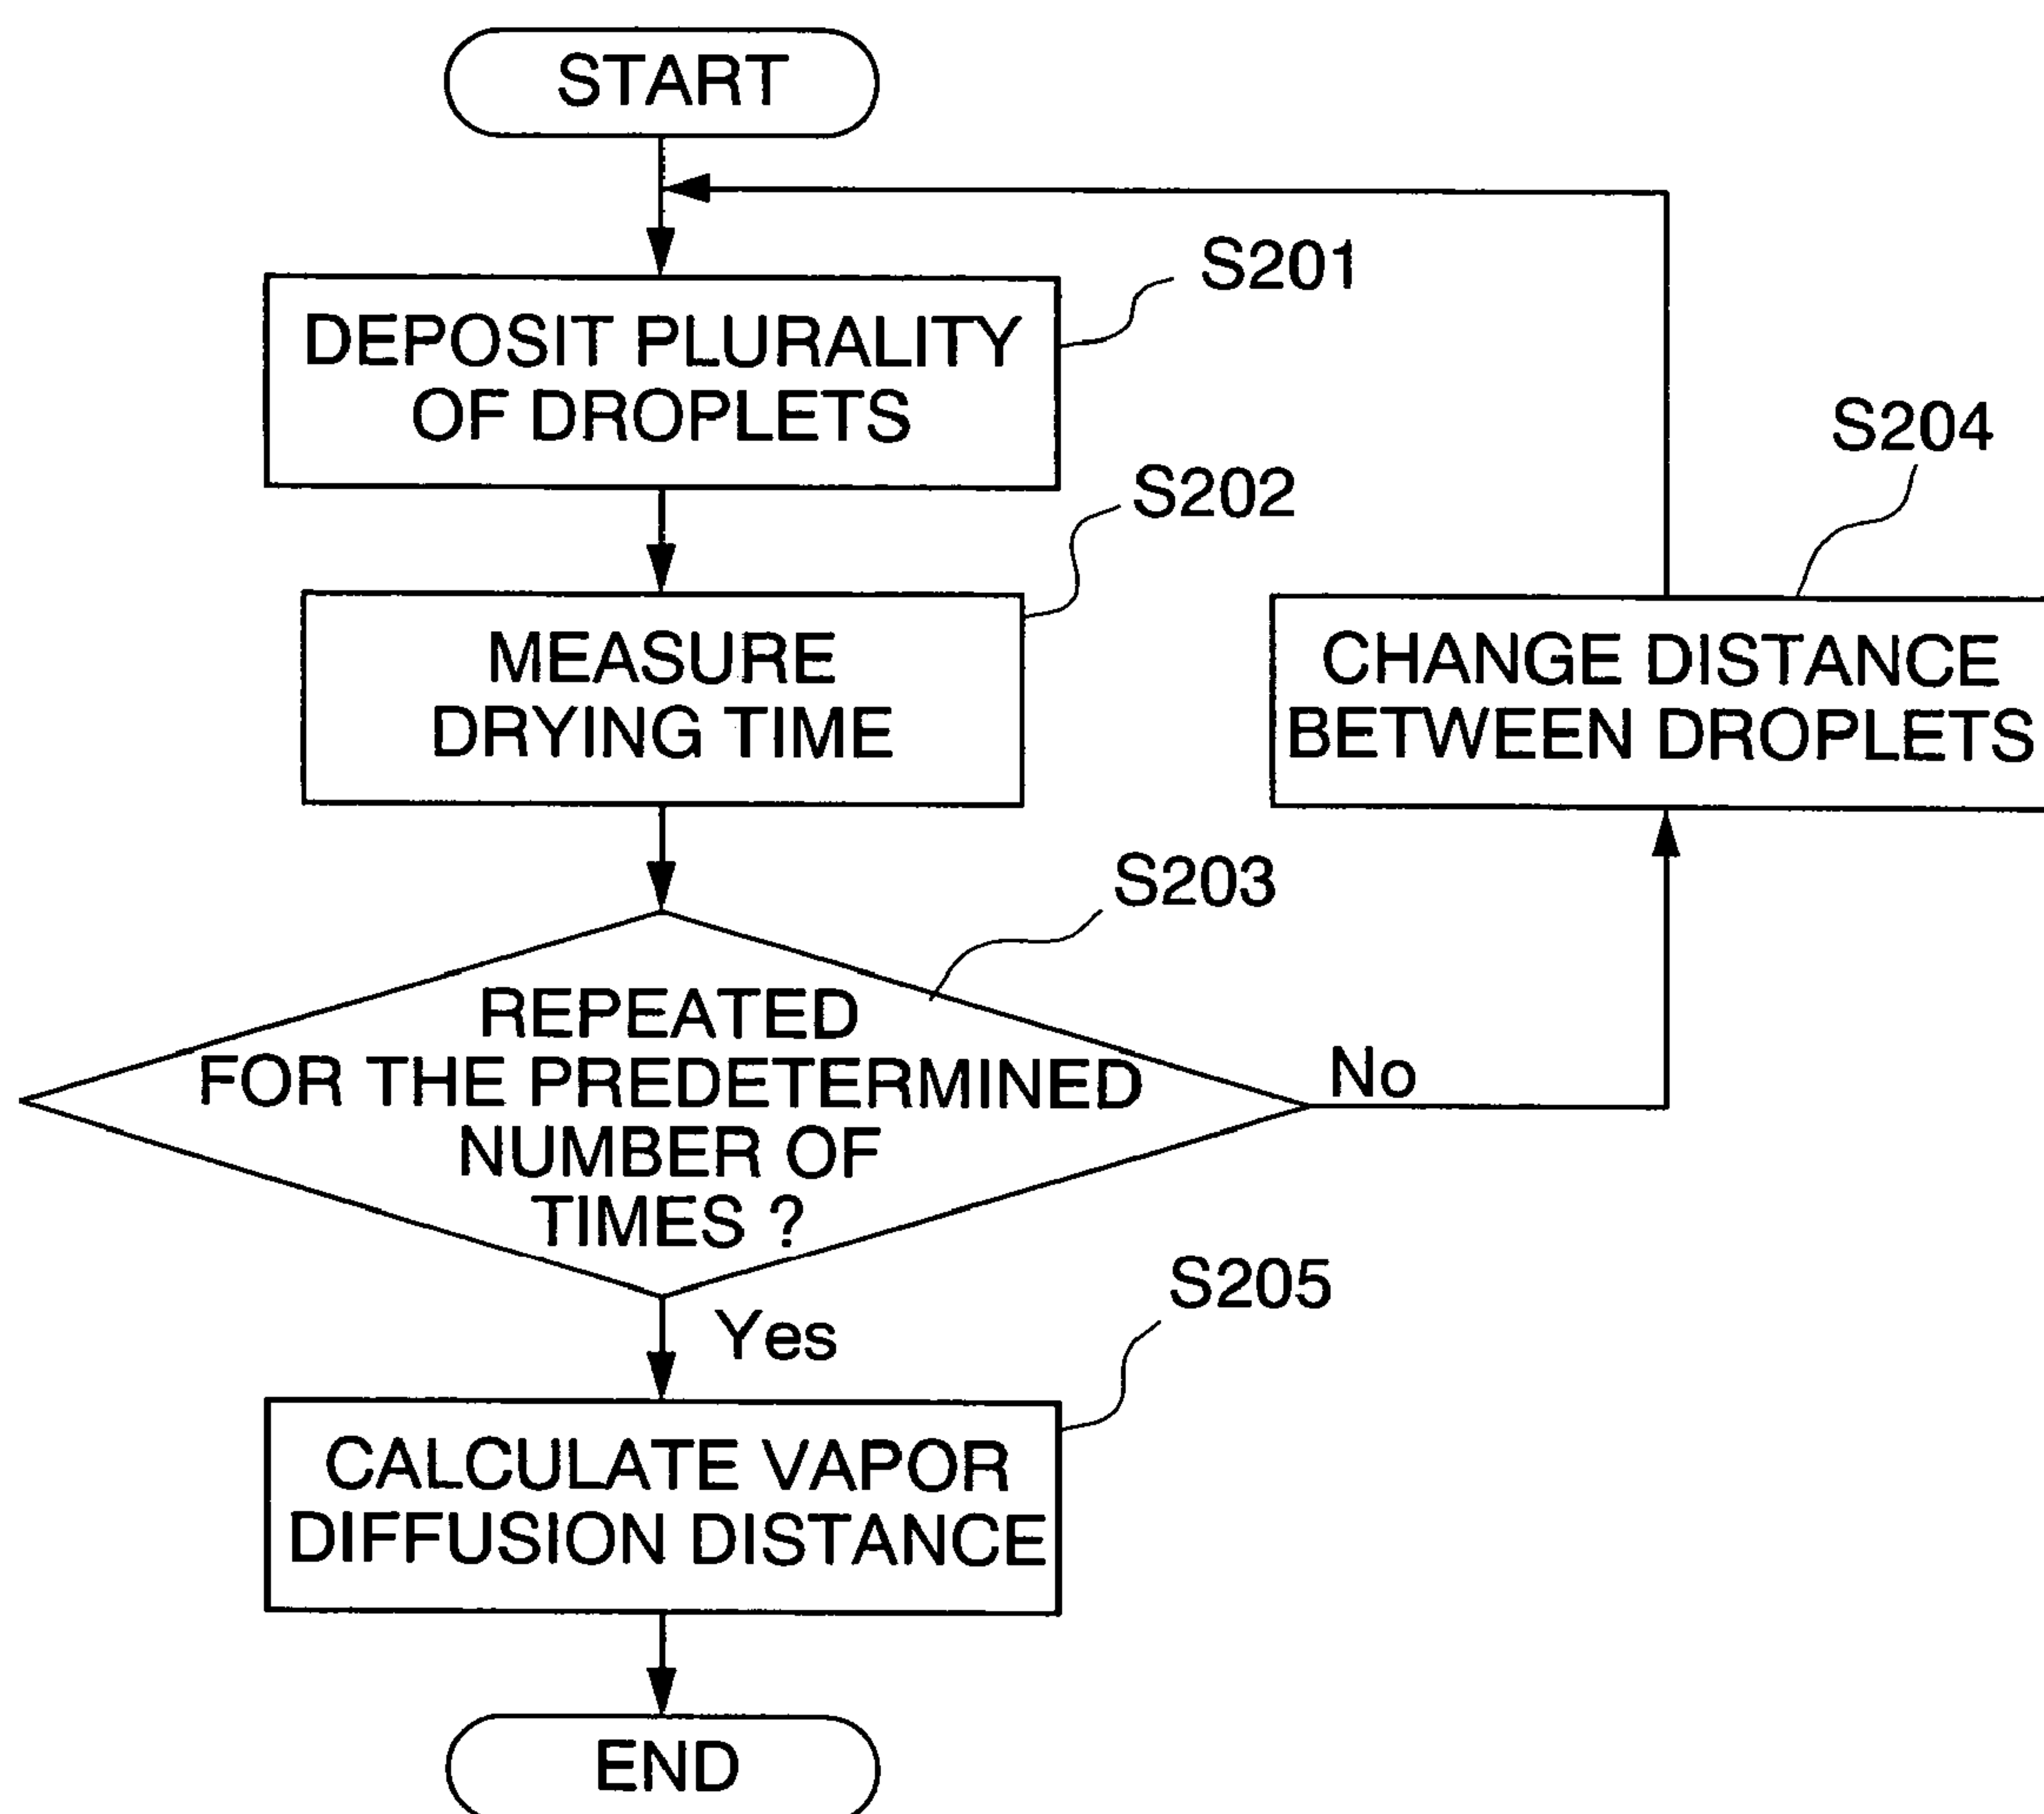 START
S201
DEPOSIT PLURALITY
OF DROPLETS
S202
MEASURE
DRYING TIME
S204
CHANGE DISTANCE
BETWEEN DROPLETS
S203
REPEATED
FOR THE PREDETERMINED
NUMBER OF
TIMES ?
No
Yes
S205
CALCULATE VAPOR
DIFFUSION DISTANCE
END